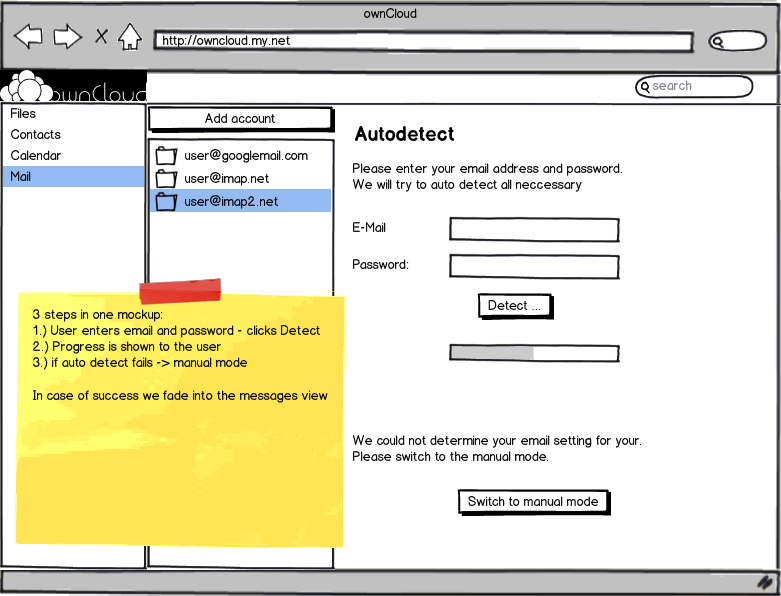 ownCloud
http://owncloud.my.net
ownCloud
search
Files
Contacts
Calendar
Mail
Add account
user@googlemail.com
user@imap.net
user@imap2.net
Autodetect
Please enter your email address and password.
We will try to auto detect all neccessary
E-Mail
Password:
Detect ...
3 steps in one mockup:
1.) User enters email and password - clicks Detect
2.) Progress is shown to the user
3.) if auto detect fails -> manual mode
In case of success we fade into the messages view
We could not determine your email setting for your.
Please switch to the manual mode.
Switch to manual mode